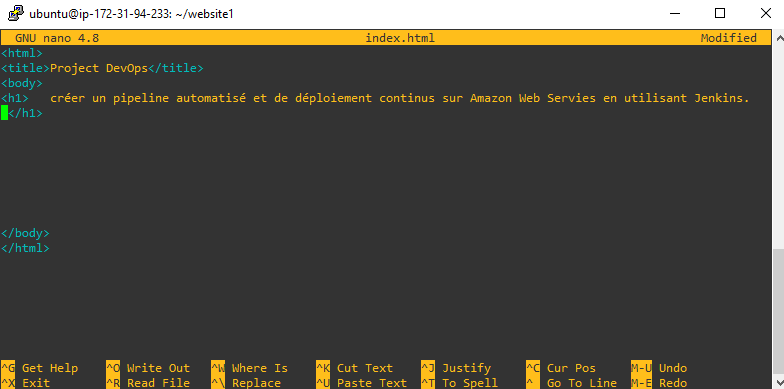 ubuntu@ip-172-31-94-233: ~/website1
GNU nano 4.8 index.html Modified
<html>
<title>Project DevOps</title>
<body>
<h1> créer un pipeline automatisé et de déploiement continus sur Amazon Web Servies en utilisant Jenkins.
</h1>
</body>
</html>
^G Get Help ^O Write Out ^W Where Is ^K Cut Text ^J Justify ^C Cur Pos M-U Undo
^X Exit ^R Read File ^\ Replace ^U Paste Text ^T To Spell ^_ Go To Line M-E Redo